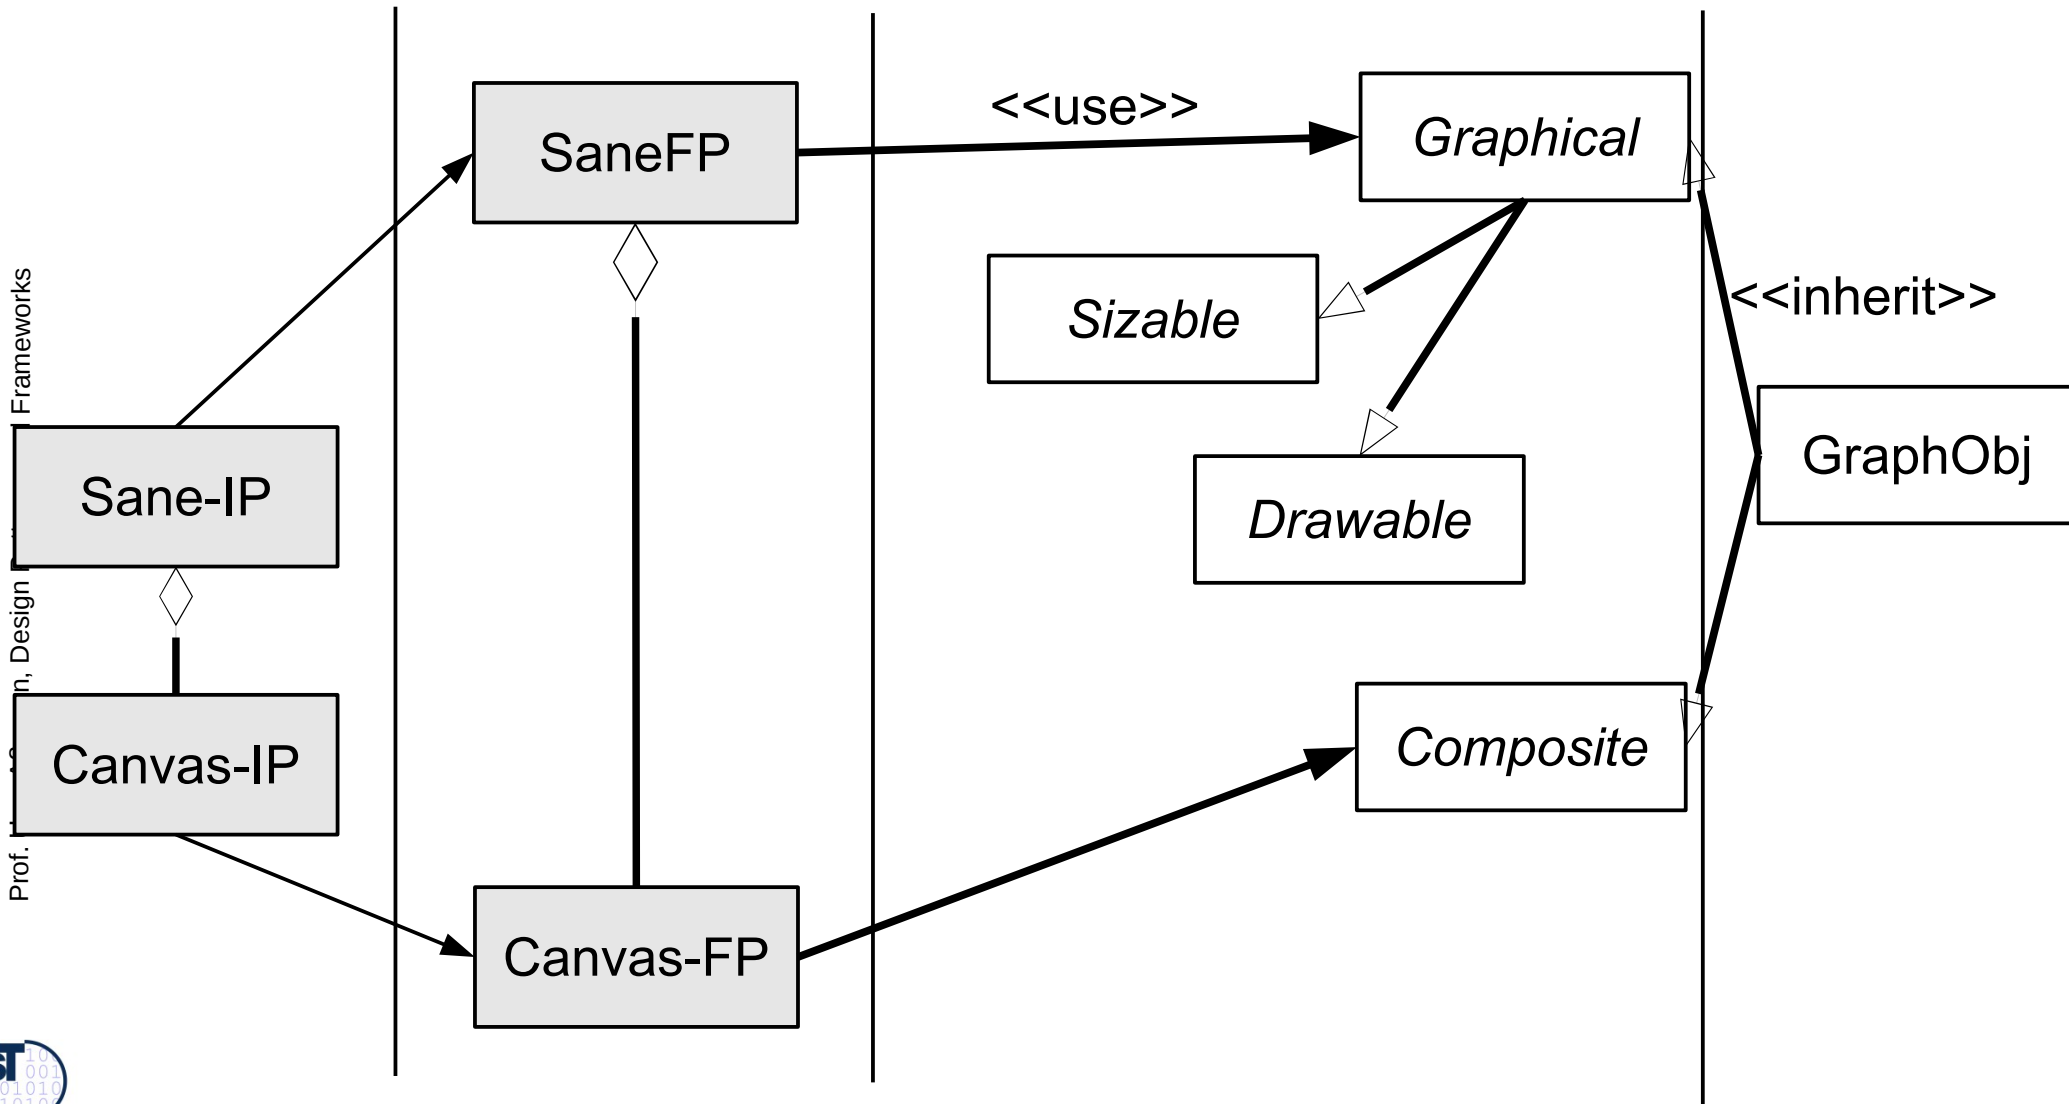 SaneFP
<<use>>
Graphical
Sizable
<<inherit>>
Sane-IP
GraphObj
Drawable
Canvas-IP
Composite
Canvas-FP
Prof.
n, Design
Frameworks